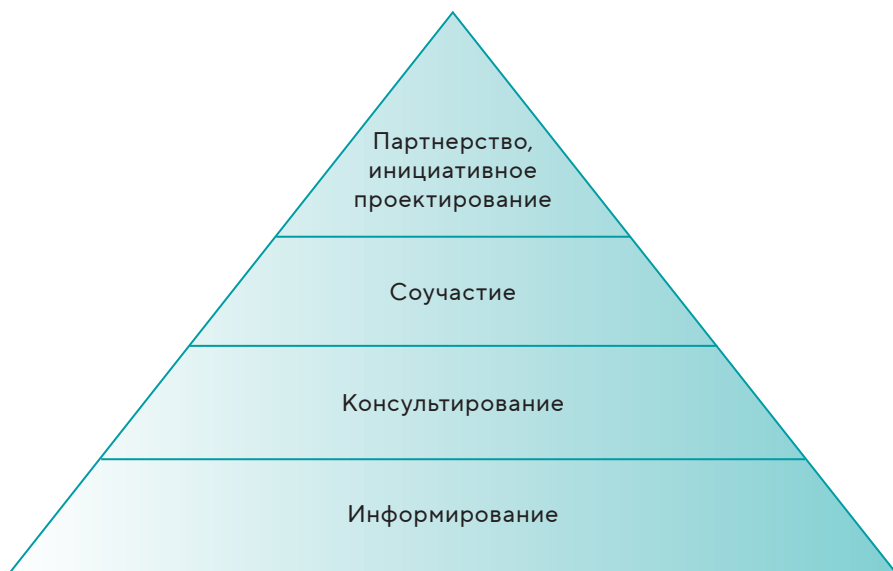 Партнерство,
инициативное
проектирование
Соучастие
Консультирование
Информирование